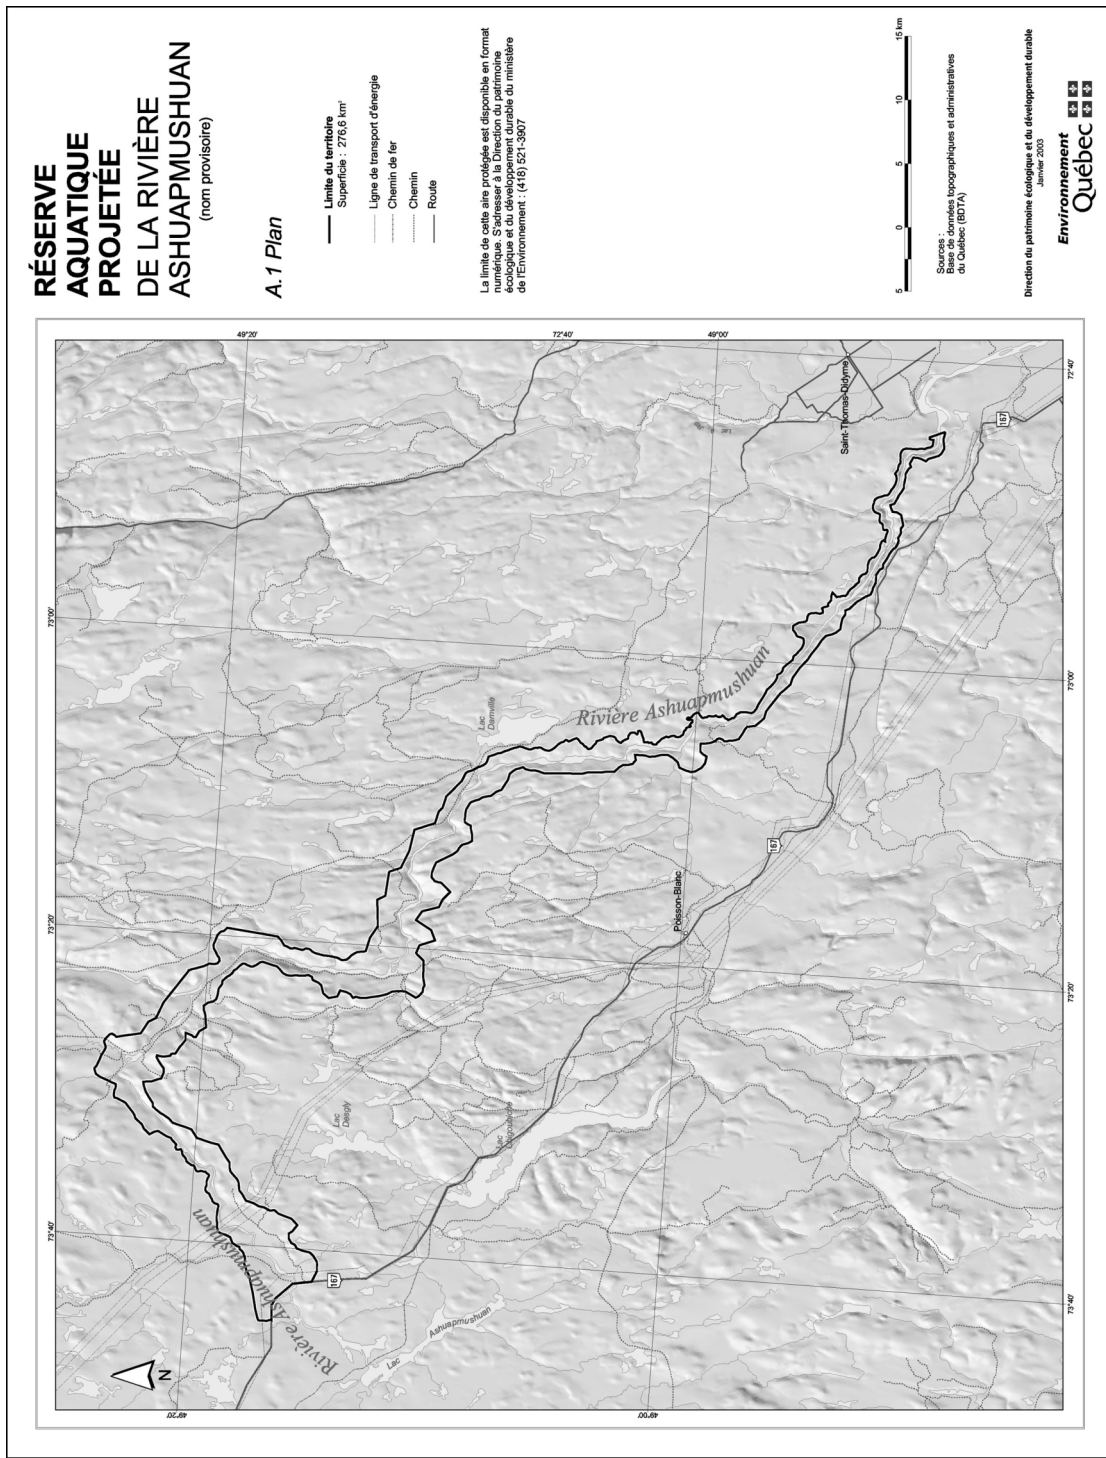 RÉSERVE
AQUATIQUE
PROJETÉE
DE LA RIVIÈRE
ASHUAPMUSHUAN
(nom provisoire)
A.1 Plan
Limite du territoire
Superficie : 276,6 km²
Ligne de transport d'énergie
Chemin de fer
Chemin
Route
La limite de cette aire protégée est disponible en format
numérique. S'adresser à la Direction du patrimoine
écologique et du développement durable du ministère
de l'Environnement : (418) 521-3907
5 0 5 10 15 km
Sources :
Base de données topographiques et administratives
du Québec (BDTA)
Direction du patrimoine écologique et du développement durable
Janvier 2003
Environnement
Québec
73°40'
73°20'
73°00'
49°20'
72°40'
49°00'
72°40'
73°00'
73°20'
73°40'
49°00'
49°20'
N
Rivière Ashuapmushuan
Rivière Ashuapmushuan
Lac
Damville
Lac
Desgly
Lac
Lac Ashuapmushuan
Poisson-Blanc
Saint-Thomas-Didyme
167
167
167